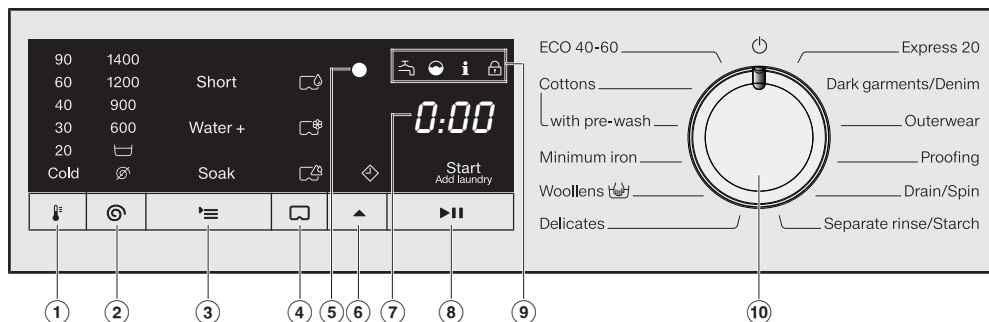 90 1400
60 1200 Short
40 900
30 600 Water +
20
Cold Soak
0:00
Start
Add laundry
ECO 40-60
Cottons
with pre-wash
Minimum iron
Woollens
Delicates
Express 20
Dark garments/Denim
Outerwear
Proofing
Drain/Spin
Separate rinse/Starch
1 2 3 4 5 6 7 8 9 10